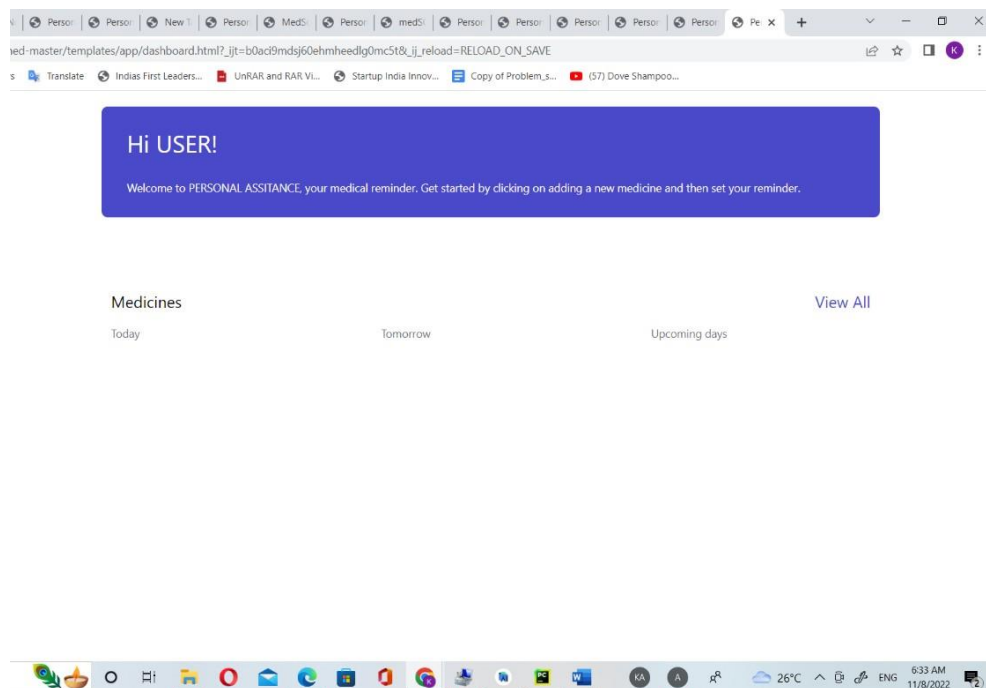 Person Person New T Person MedS Person medS Person Person Person Person Person Pe
ed-master/templates/app/dashboard.html?_ijt=b0aci9mdsj60ehmheedlg0mc5t&_ij_reload=RELOAD_ON_SAVE
s Translate Indias First Leaders... UnRAR and RAR Vi... Startup India Innov... Copy of Problem_s... (57) Dove Shampoo...
K
Hi USER!
Welcome to PERSONAL ASSITANCE, your medical reminder. Get started by clicking on adding a new medicine and then set your reminder.
Medicines View All
Today Tomorrow Upcoming days
KA A 26°C ENG 6:33 AM
11/8/2022 2